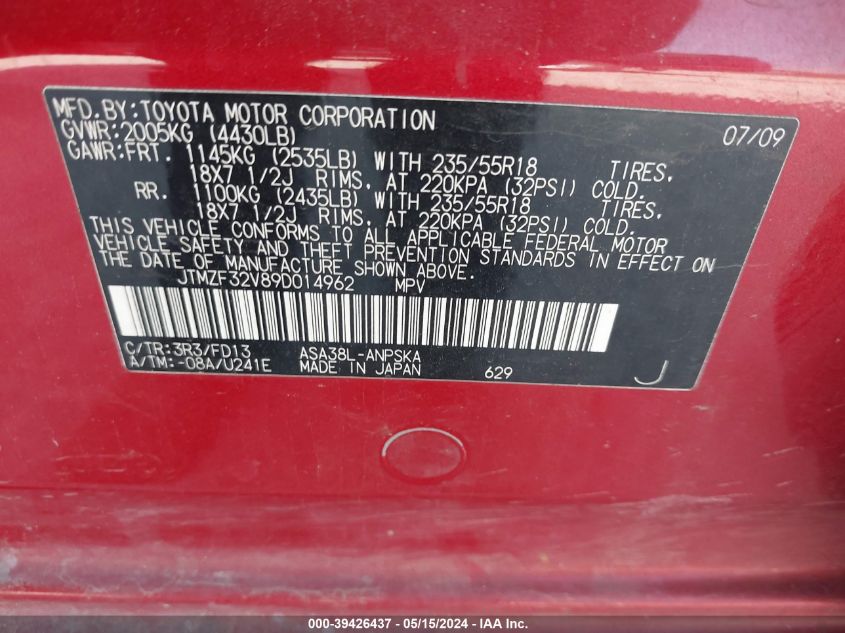 MFD.BY:TOYOTA MOTOR CORPORATION 07/09
GVWR:2005KG (4430LB)
GAWR:FRT. 1145KG (2535LB) WITH 235/55R18 TIRES,
18X7 1/2J RIMS, AT 220KPA (32PSI) COLD.
RR. 1100KG (2435LB) WITH 235/55R18 TIRES,
18X7 1/2J RIMS, AT 220KPA (32PSI) COLD.
THIS VEHICLE CONFORMS TO ALL APPLICABLE FEDERAL MOTOR
VEHICLE SAFETY AND THEFT PREVENTION STANDARDS IN EFFECT ON
THE DATE OF MANUFACTURE SHOWN ABOVE.
JTMZF32V89D014962 MPV
C/TR:3R3/FD13 ASA38L-ANPSKA
A/TM:-08A/U241E MADE IN JAPAN 629 J
000-39426437 - 05/15/2024 - IAA Inc.